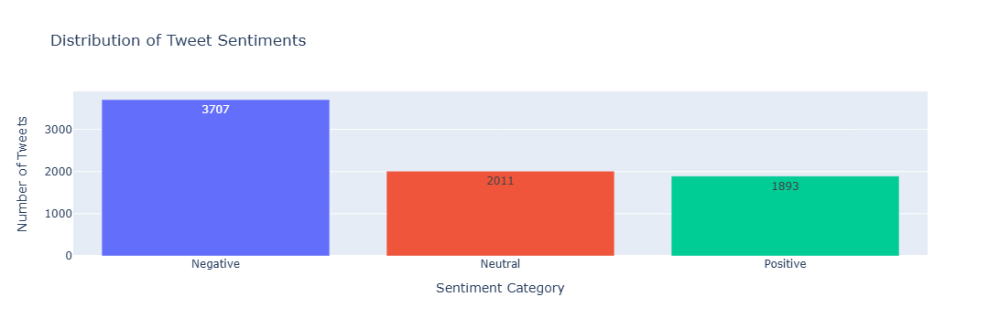 Distribution of Tweet Sentiments
Number of Tweets
3000
2000
1000
0
3707
2011
1893
Negative
Neutral
Positive
Sentiment Category